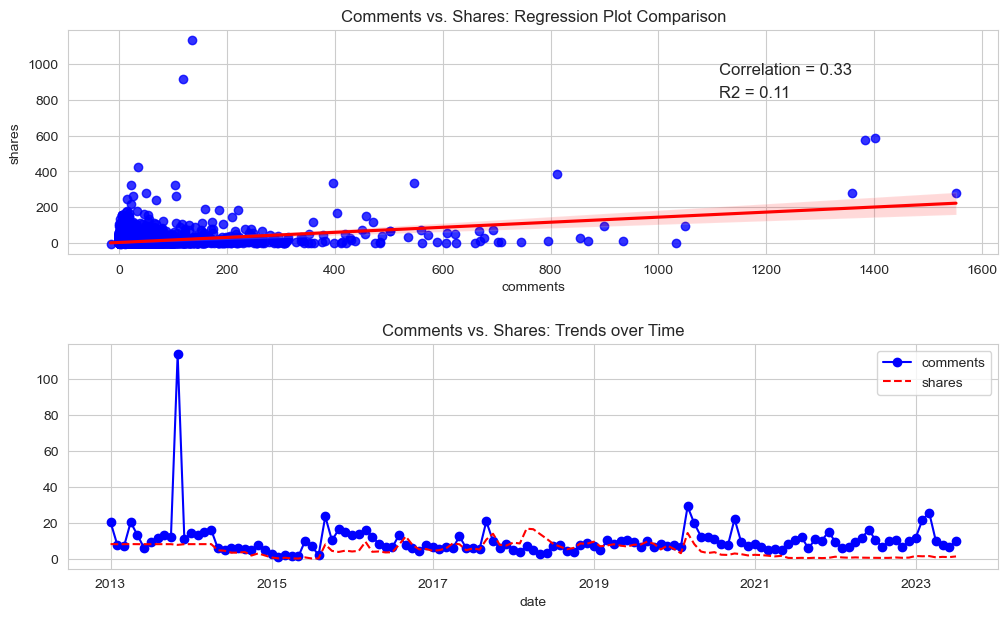 Comments vs. Shares: Regression Plot Comparison
Correlation = 0.33
R2 = 0.11
1000
800
600
400
200
0
shares
0 200 400 600 800 1000 1200 1400 1600
comments
Comments vs. Shares: Trends over Time
comments
shares
100
80
60
40
20
0
2013 2015 2017 2019 2021 2023
date